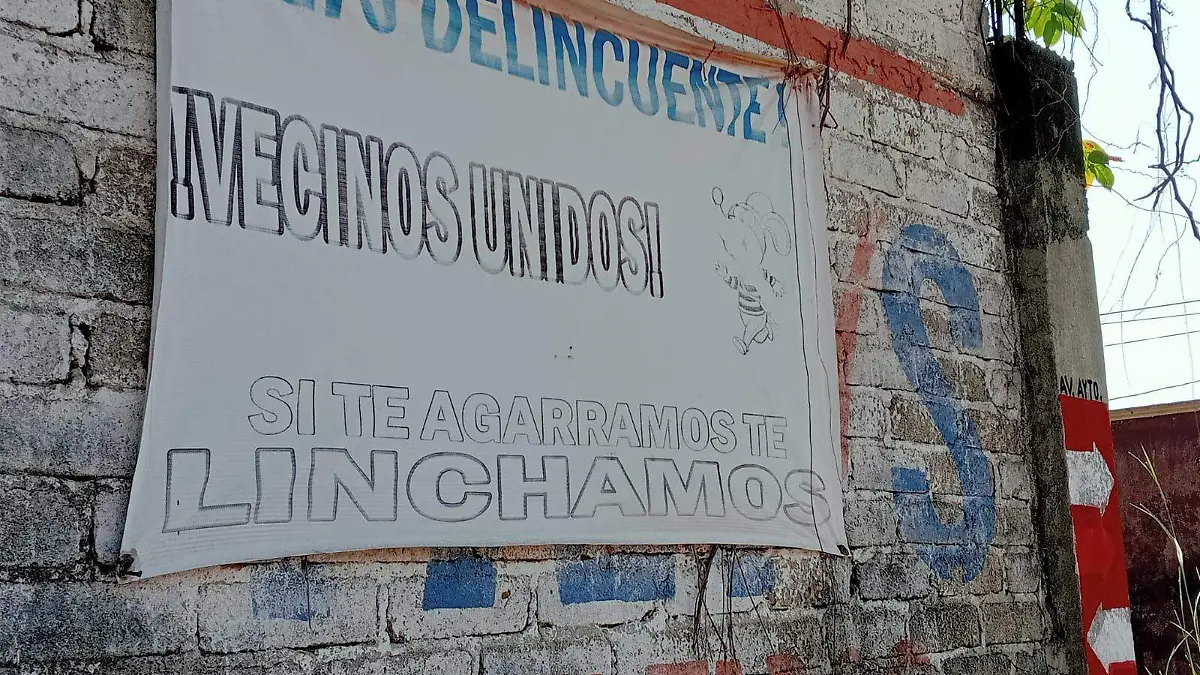 DELINCUENTE!
¡VECINOS UNIDOS!
SI TE AGARRAMOS TE
LINCHAMOS
S
AV. AYTO.